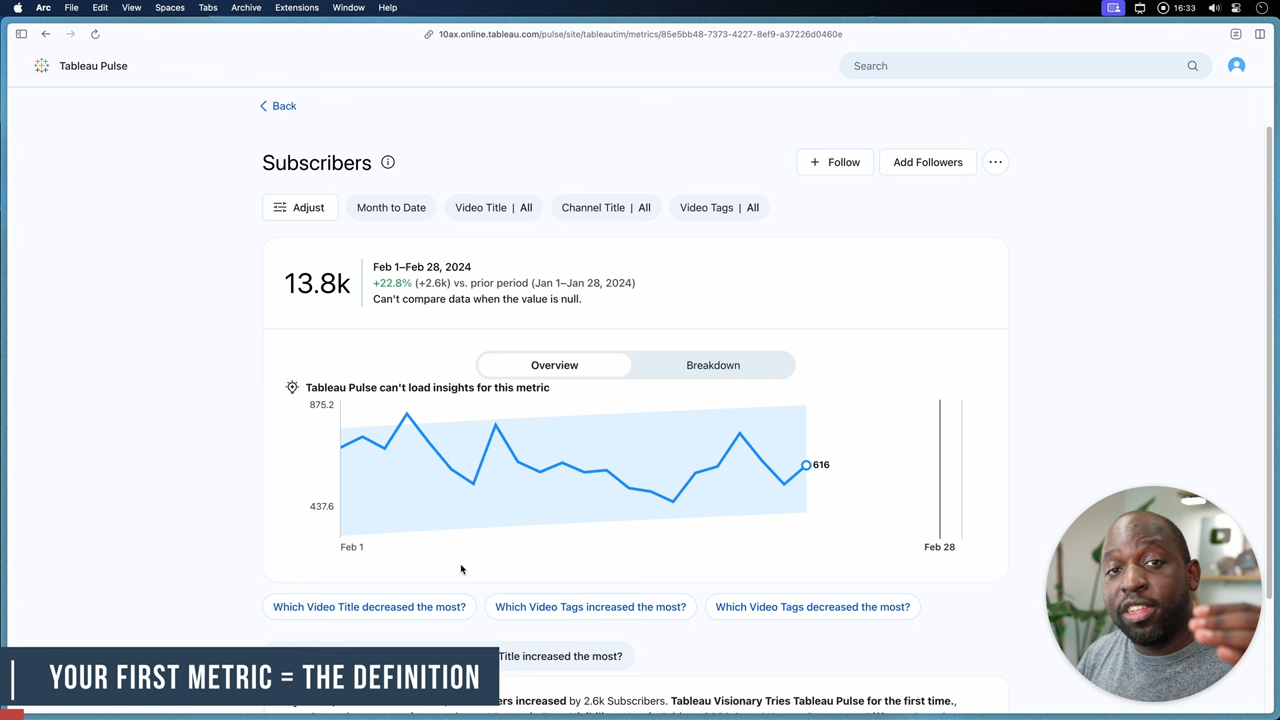 Arc File Edit View Spaces Tabs Archive Extensions Window Help 16:33
10ax.online.tableau.com/pulse/site/tableautim/metrics/85e5bb48-7373-4227-8ef9-a37226d0460e
Tableau Pulse Search
Back
Subscribers + Follow Add Followers
Adjust Month to Date Video Title | All Channel Title | All Video Tags | All
13.8k
Feb 1–Feb 28, 2024
+22.8% (+2.6k) vs. prior period (Jan 1–Jan 28, 2024)
Can't compare data when the value is null.
Overview Breakdown
Tableau Pulse can't load insights for this metric
875.2
616
437.6
Feb 1 Feb 28
Which Video Title decreased the most? Which Video Tags increased the most? Which Video Tags decreased the most?
Title increased the most?
YOUR FIRST METRIC = THE DEFINITION
increased by 2.6k Subscribers. Tableau Visionary Tries Tableau Pulse for the first time.,